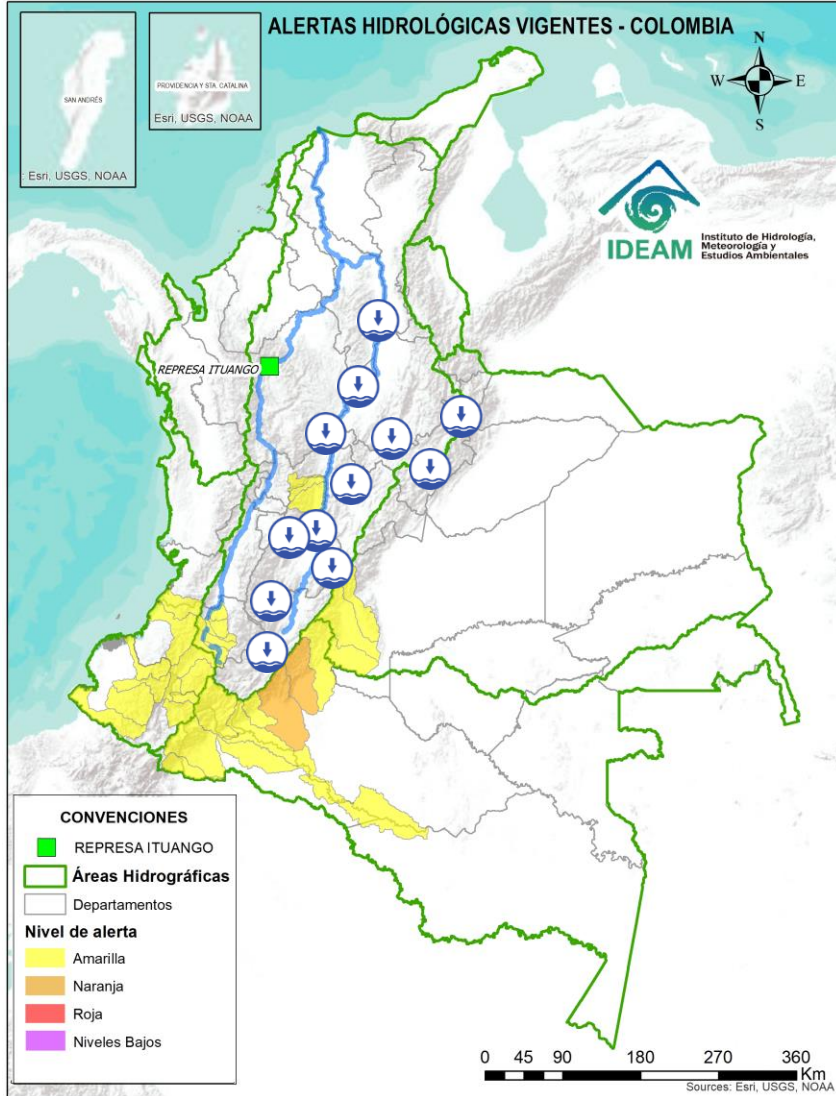 ALERTAS HIDROLÓGICAS VIGENTES - COLOMBIA
SAN ANDRÉS
: Esri, USGS, NOAA
PROVIDENCIA Y STA. CATALINA
Esri, USGS, NOAA
N
W
E
S
IDEAM
Instituto de Hidrología,
Meteorología y
Estudios Ambientales
REPRESA ITUANGO
CONVENCIONES
REPRESA ITUANGO
Áreas Hidrográficas
Departamentos
Nivel de alerta
Amarilla
Naranja
Roja
Niveles Bajos
0 45 90 180 270 360
Km
Sources: Esri, USGS, NOAA